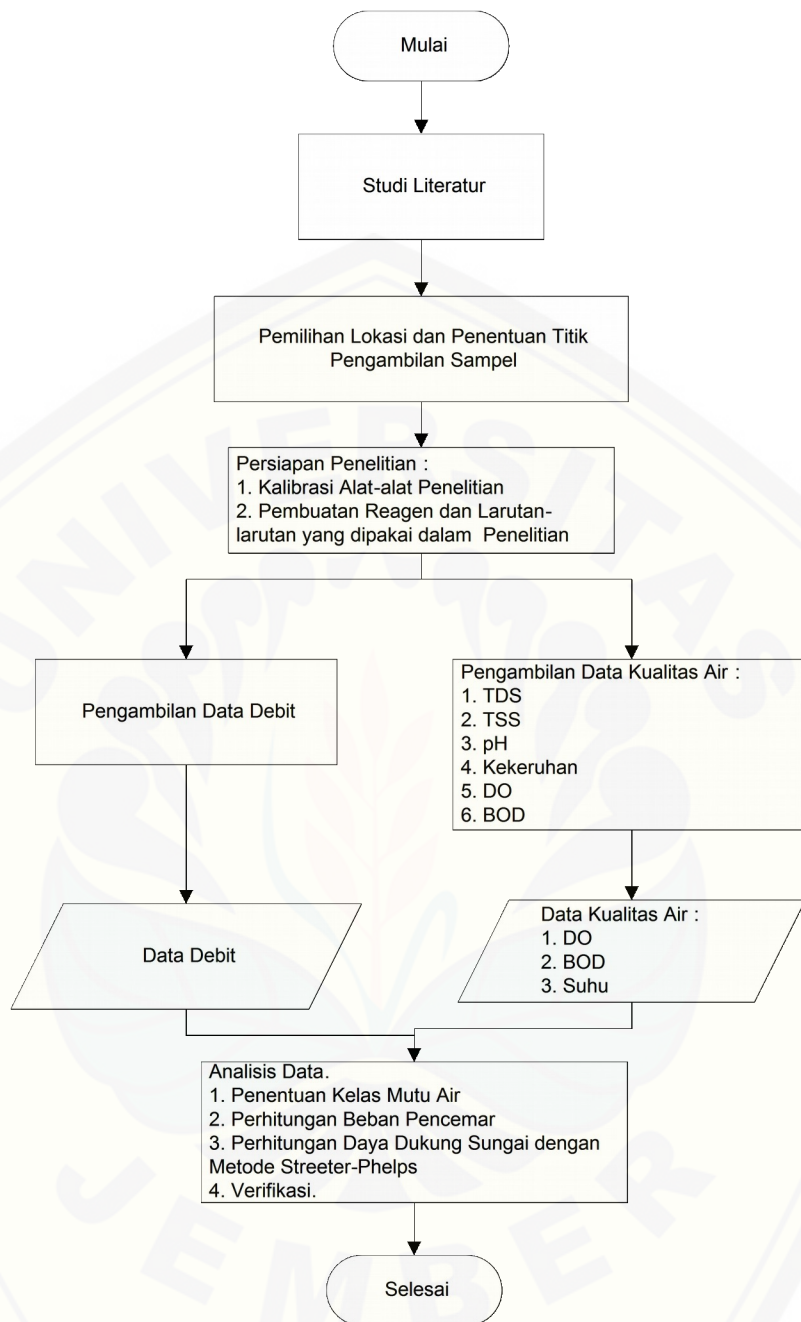 Mulai
Studi Literatur
Pemilihan Lokasi dan Penentuan Titik
Pengambilan Sampel
Persiapan Penelitian :
1. Kalibrasi Alat-alat Penelitian
2. Pembuatan Reagen dan Larutan-
larutan yang dipakai dalam  Penelitian
Pengambilan Data Debit
Pengambilan Data Kualitas Air :
1. TDS
2. TSS
3. pH
4. Kekeruhan
5. DO
6. BOD
Data Debit
Data Kualitas Air :
1. DO
2. BOD
3. Suhu
Analisis Data.
1. Penentuan Kelas Mutu Air
2. Perhitungan Beban Pencemar
3. Perhitungan Daya Dukung Sungai dengan
Metode Streeter-Phelps
4. Verifikasi.
Selesai
UNIVERSITAS
JEMBER